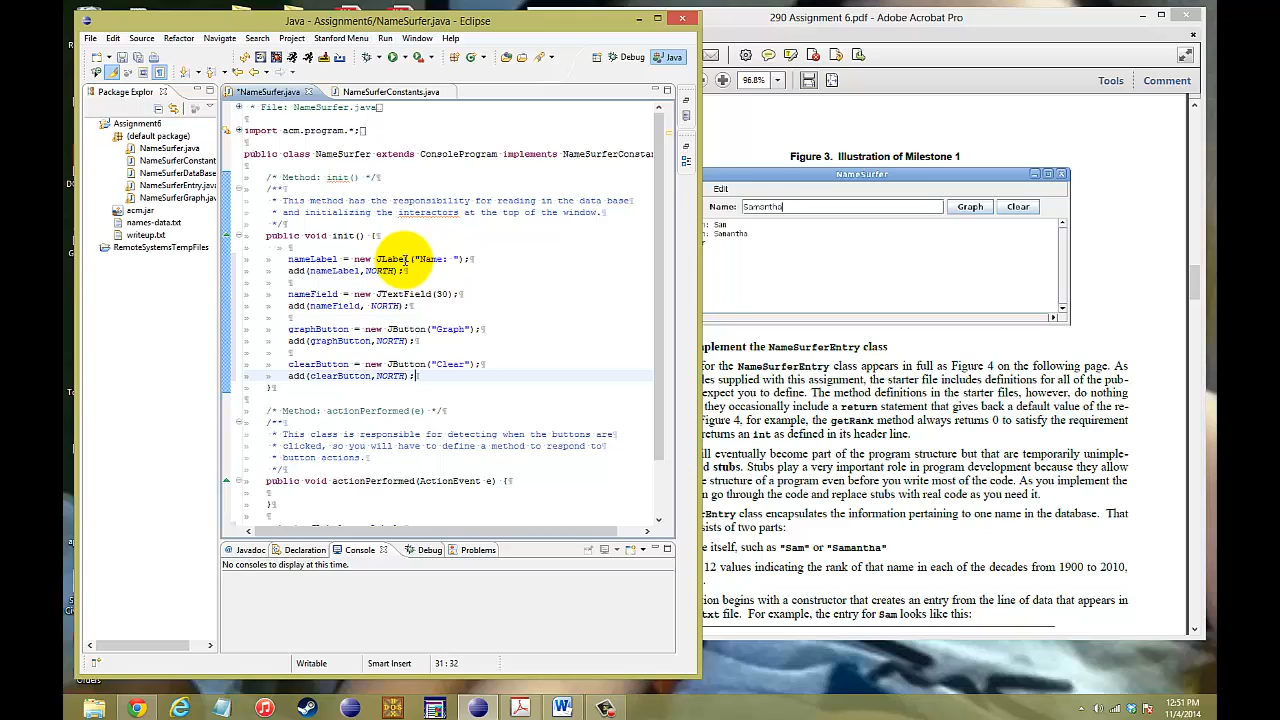 Java - Assignment6/NameSurfer.java - Eclipse
File Edit Source Refactor Navigate Search Project Stanford Menu Run Window Help
Debug Java
Package Explor
Assignment6
(default package)
NameSurfer.java
NameSurferConstant
NameSurferDataBase
NameSurferEntry.java
NameSurferGraph.jav
acm.jar
names-data.txt
writeup.txt
RemoteSystemsTempFiles
*NameSurfer.java NameSurferConstants.java
* File: NameSurfer.java
import acm.program.*;
public class NameSurfer extends ConsoleProgram implements NameSurferConsta
/* Method: init() */
/**
* This method has the responsibility for reading in the data base
* and initializing the interactors at the top of the window.
*/
public void init() {
nameLabel = new JLabel("Name: ");
add(nameLabel,NORTH);
nameField = new JTextField(30);
add(nameField, NORTH);
graphButton = new JButton("Graph");
add(graphButton,NORTH);
clearButton = new JButton("Clear");
add(clearButton,NORTH);
}
/* Method: actionPerformed(e) */
/**
* This class is responsible for detecting when the buttons are
* clicked, so you will have to define a method to respond to
* button actions.
*/
public void actionPerformed(ActionEvent e) {
}
Javadoc Declaration Console Debug Problems
No consoles to display at this time.
Writable Smart Insert 31 : 32
290 Assignment 6.pdf - Adobe Acrobat Pro
96.8%
Tools Comment
Figure 3. Illustration of Milestone 1
NameSurfer
Edit
Name: Samantha Graph Clear
: Sam
: Samantha
mplement the NameSurferEntry class
for the NameSurferEntry class appears in full as Figure 4 on the following page. As
des supplied with this assignment, the starter file includes definitions for all of the pub-
expect you to define. The method definitions in the starter files, however, do nothing
they occasionally include a return statement that gives back a default value of the re-
Figure 4, for example, the getRank method always returns 0 to satisfy the requirement
returns an int as defined in its header line.
ill eventually become part of the program structure but that are temporarily unimple-
d stubs. Stubs play a very important role in program development because they allow
e structure of a program even before you write most of the code. As you implement the
n go through the code and replace stubs with real code as you need it.
erEntry class encapsulates the information pertaining to one name in the database. That
sists of two parts:
e itself, such as "Sam" or "Samantha"
12 values indicating the rank of that name in each of the decades from 1900 to 2010,
tion begins with a constructor that creates an entry from the line of data that appears in
txt file. For example, the entry for Sam looks like this:
12:51 PM
11/4/2014